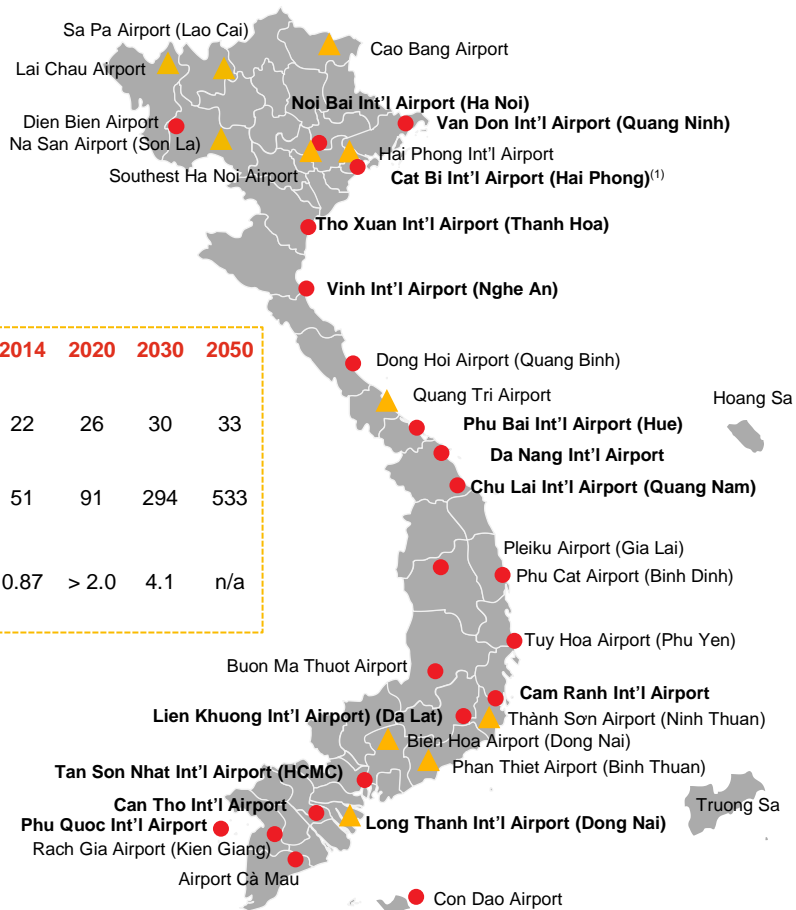 Sa Pa Airport (Lao Cai)
Cao Bang Airport
Lai Chau Airport
Noi Bai Int'l Airport (Ha Noi)
Dien Bien Airport
Van Don Int'l Airport (Quang Ninh)
Na San Airport (Son La)
Hai Phong Int'l Airport
Southest Ha Noi Airport
Cat Bi Int'l Airport (Hai Phong)(1)
Tho Xuan Int'l Airport (Thanh Hoa)
Vinh Int'l Airport (Nghe An)
2014 2020 2030 2050
22 26 30 33
51 91 294 533
0.87 > 2.0 4.1 n/a
Dong Hoi Airport (Quang Binh)
Quang Tri Airport
Hoang Sa
Phu Bai Int'l Airport (Hue)
Da Nang Int'l Airport
Chu Lai Int'l Airport (Quang Nam)
Pleiku Airport (Gia Lai)
Phu Cat Airport (Binh Dinh)
Tuy Hoa Airport (Phu Yen)
Buon Ma Thuot Airport
Cam Ranh Int'l Airport
Lien Khuong Int'l Airport) (Da Lat)
Thành Sơn Airport (Ninh Thuan)
Bien Hoa Airport (Dong Nai)
Phan Thiet Airport (Binh Thuan)
Tan Son Nhat Int'l Airport (HCMC)
Truong Sa
Can Tho Int'l Airport
Phu Quoc Int'l Airport
Long Thanh Int'l Airport (Dong Nai)
Rach Gia Airport (Kien Giang)
Airport Cà Mau
Con Dao Airport